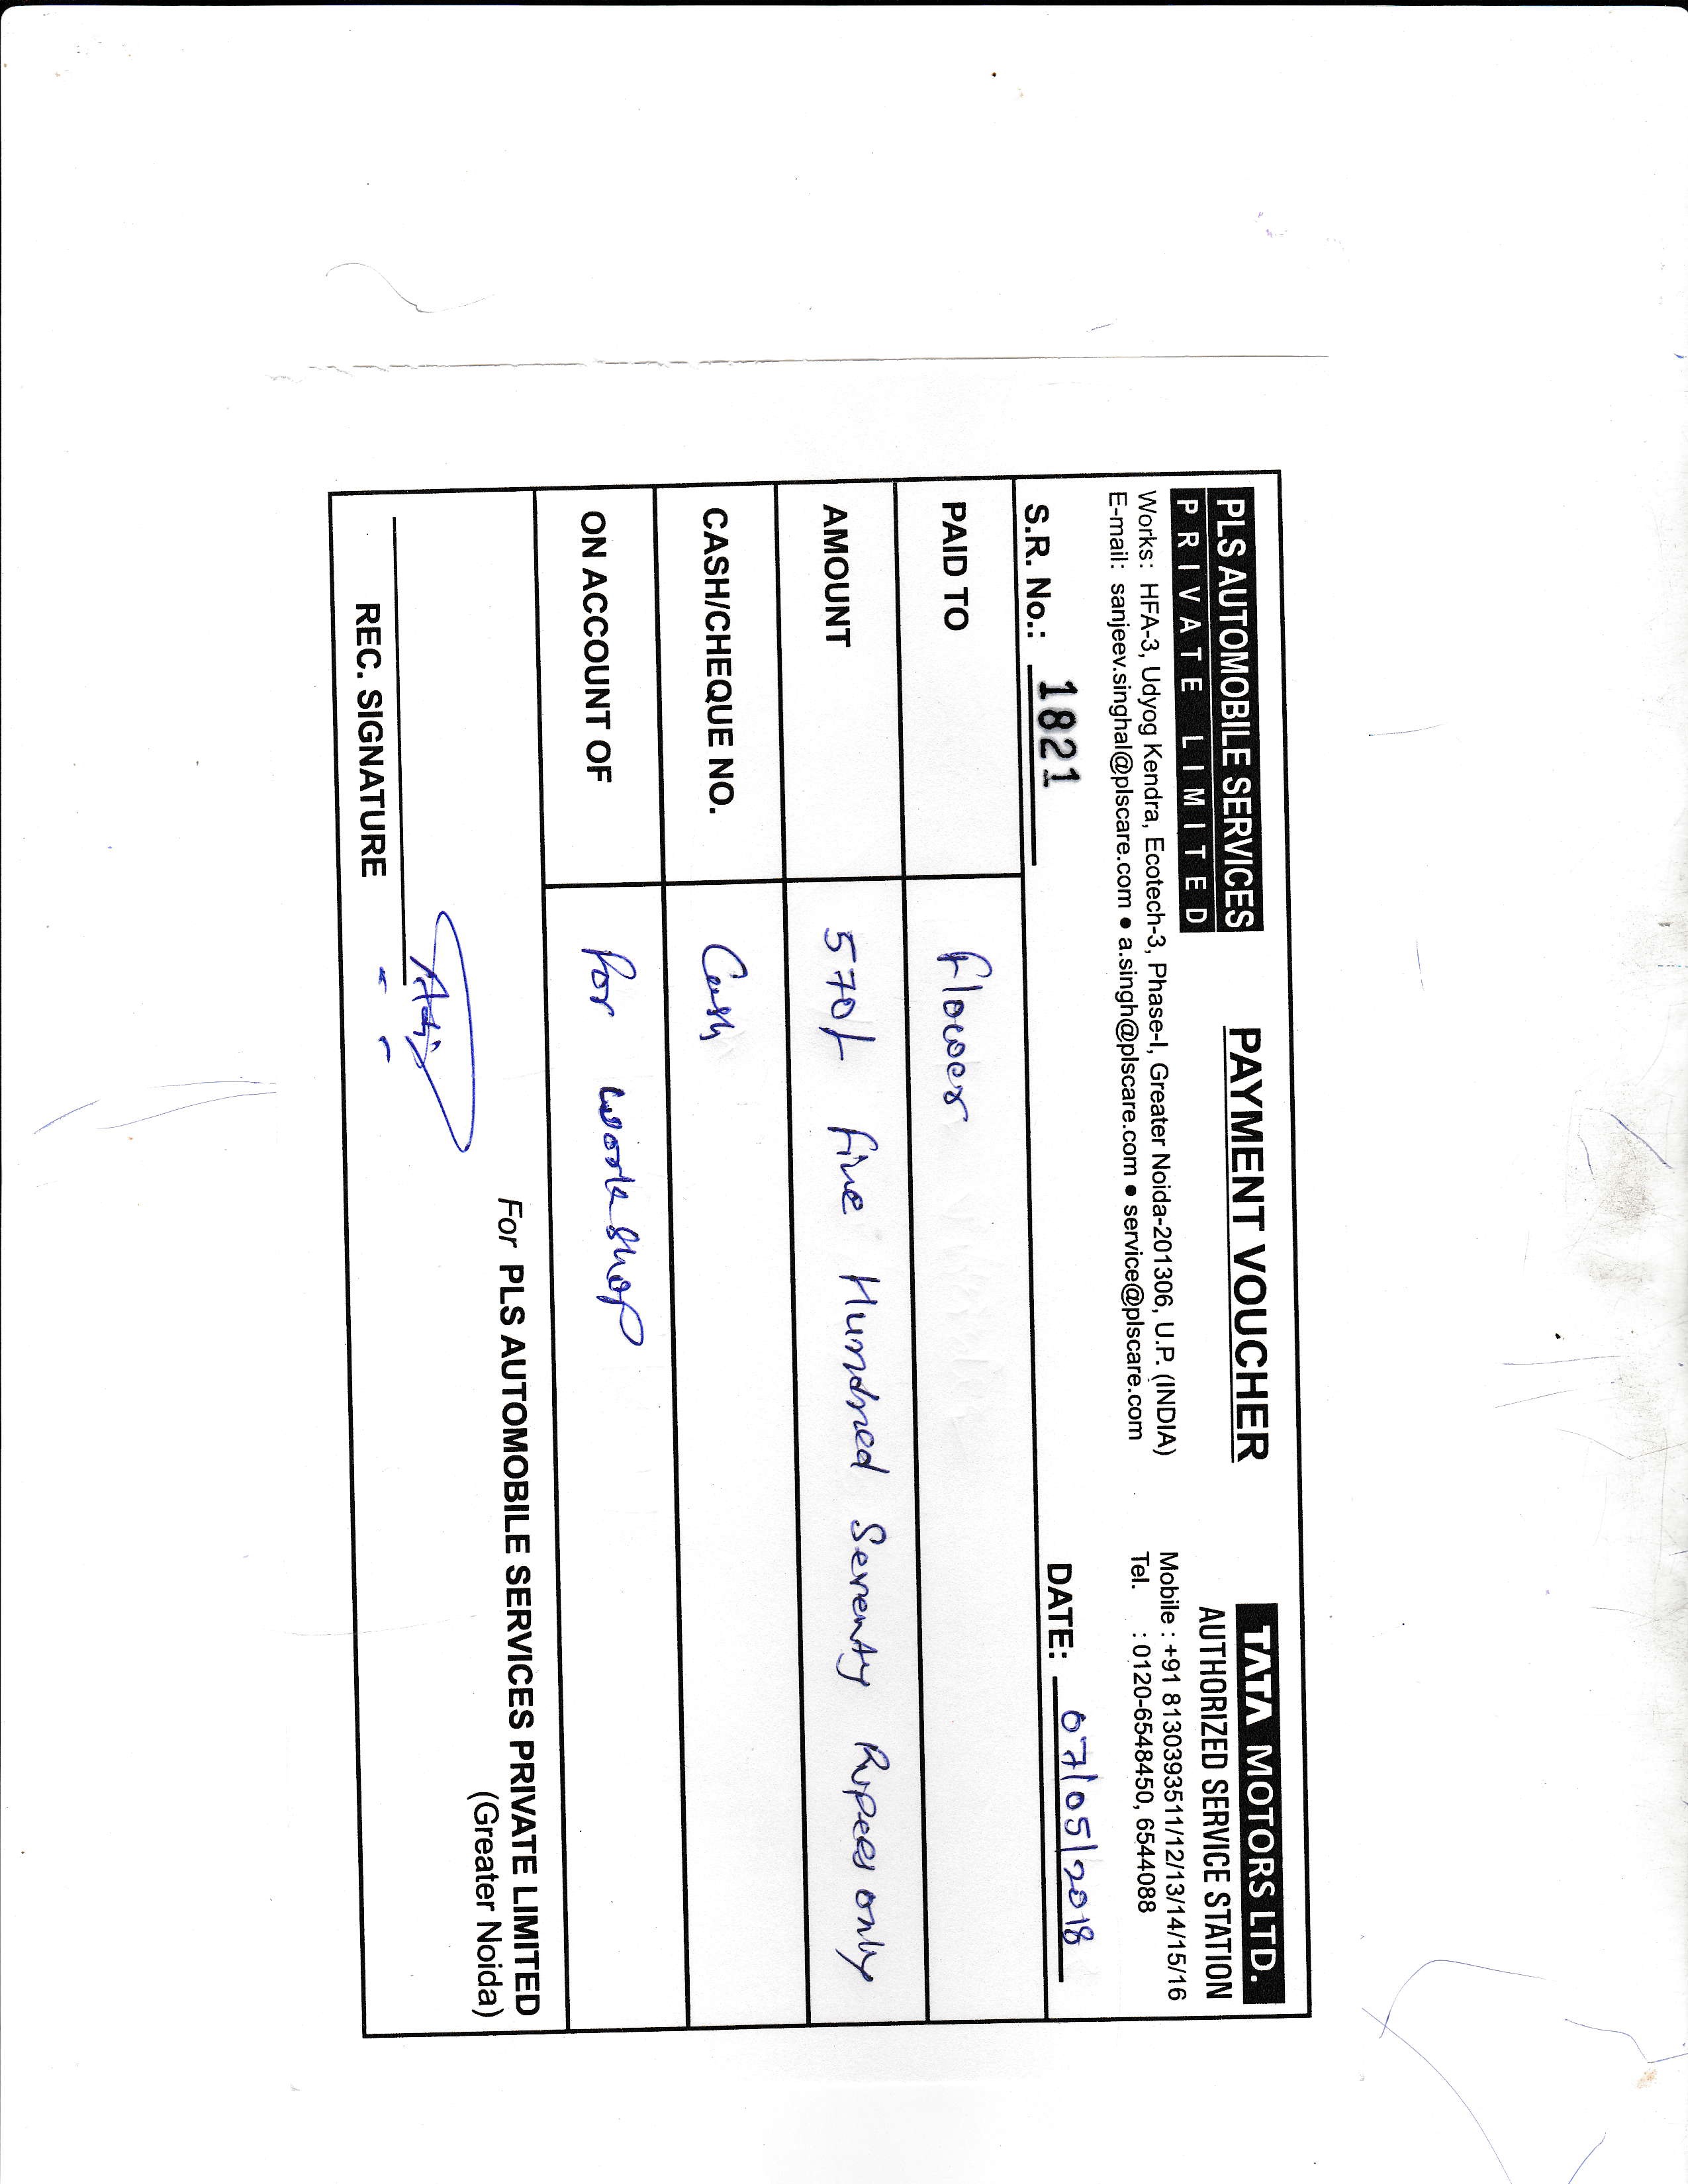 PLS AUTOMOBILE SERVICES
PRIVATE LIMITED
PAYMENT VOUCHER
TATA MOTORS LTD.
AUTHORIZED SERVICE STATION
Works: HFA-3, Udyog Kendra, Ecotech-3, Phase-I, Greater Noida-201306, U.P. (INDIA)
E-mail: sanjeev.singhal@plscare.com • a.singh@plscare.com • service@plscare.com
Mobile : +91 8130393511/12/13/14/15/16
Tel. : 0120-6548450, 6544088
S.R. No.: 1821
DATE: 07/05/2018
PAID TO Flower
AMOUNT 570/- Five Hundred Seventy Rupees only
CASH/CHEQUE NO. Cash
ON ACCOUNT OF For workshop
For PLS AUTOMOBILE SERVICES PRIVATE LIMITED
(Greater Noida)
REC. SIGNATURE